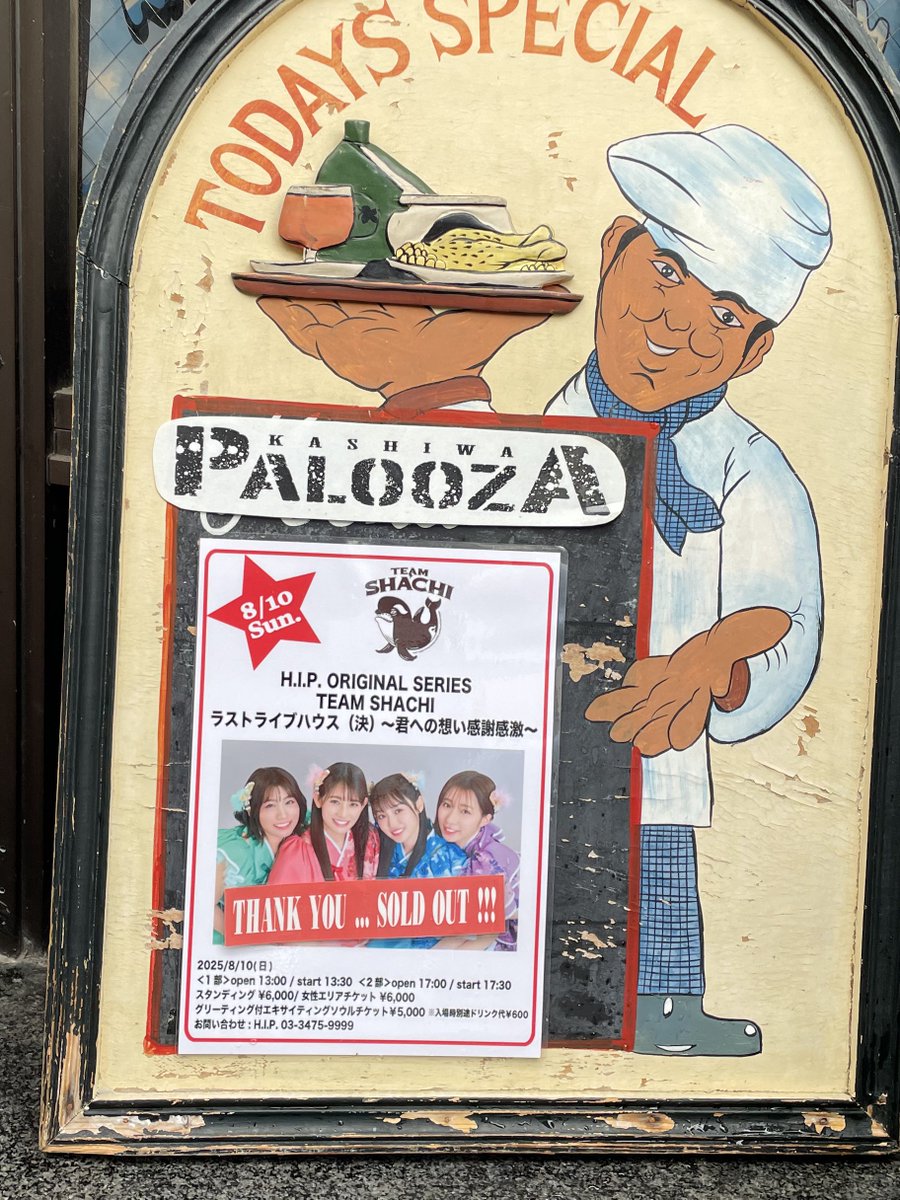 TODAYS SPECIAL
KASHIWA
PALOOZA
8/10
Sun.
TEAM
SHACHI
H.I.P. ORIGINAL SERIES
TEAM SHACHI
ラストライブハウス（決）〜君への想い感謝感激〜
THANK YOU ... SOLD OUT !!!
2025/8/10(日)
<1部>open 13:00 / start 13:30 <2部>open 17:00 / start 17:30
スタンディング ¥6,000/ 女性エリアチケット ¥6,000
グリーティング付エキサイティングソウルチケット¥5,000 ※入場時別途ドリンク代¥600
お問い合わせ : H.I.P. 03-3475-9999